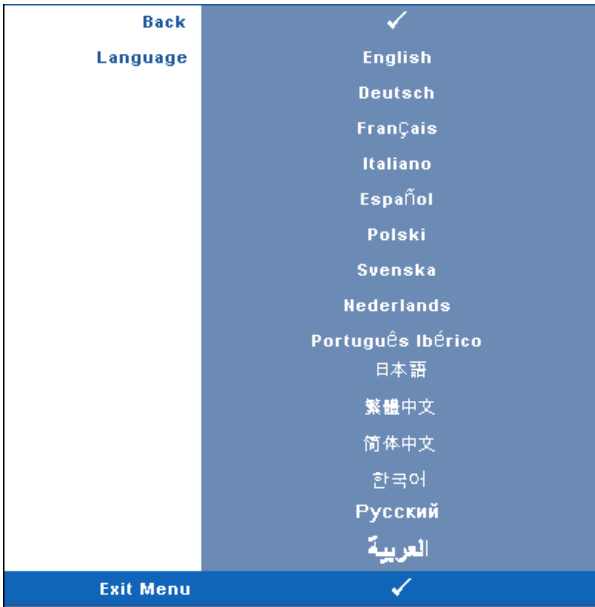 Back ✓
Language English
Deutsch
FranÇais
Italiano
EspaÑol
Polski
Svenska
Nederlands
PortuguÊs IbÉrico
日本語
繁體中文
简体中文
한국어
Русский
العربية
Exit Menu ✓